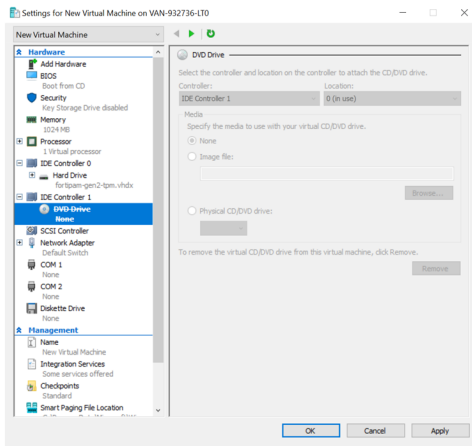 Settings for New Virtual Machine on VAN-932736-LT0
New Virtual Machine
Hardware
Add Hardware
BIOS
Boot from CD
Security
Key Storage Drive disabled
Memory
1024 MB
Processor
1 Virtual processor
IDE Controller 0
Hard Drive
fortipam-gen2-tpm.vhdx
IDE Controller 1
DVD Drive
None
SCSI Controller
Network Adapter
Default Switch
COM 1
None
COM 2
None
Diskette Drive
None
Management
Name
New Virtual Machine
Integration Services
Some services offered
Checkpoints
Standard
Smart Paging File Location
DVD Drive
Select the controller and location on the controller to attach the CD/DVD drive.
Controller: Location:
IDE Controller 1 0 (in use)
Media
Specify the media to use with your virtual CD/DVD drive.
None
Image file:
Browse...
Physical CD/DVD drive:
To remove the virtual CD/DVD drive from this virtual machine, click Remove.
Remove
OK Cancel Apply